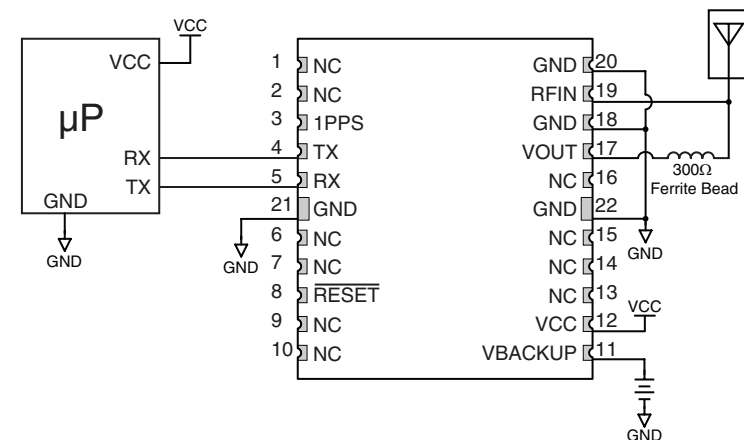 VCC
VCC
µP
RX
TX
GND
GND
1 NC
2 NC
3 1PPS
4 TX
5 RX
21 GND
GND
6 NC
7 NC
8 RESET
9 NC
10 NC
GND 20
RFIN 19
GND 18
VOUT 17
NC 16
GND 22
NC 15
NC 14
NC 13
VCC 12
VBACKUP 11
300Ω
Ferrite Bead
GND
VCC
GND